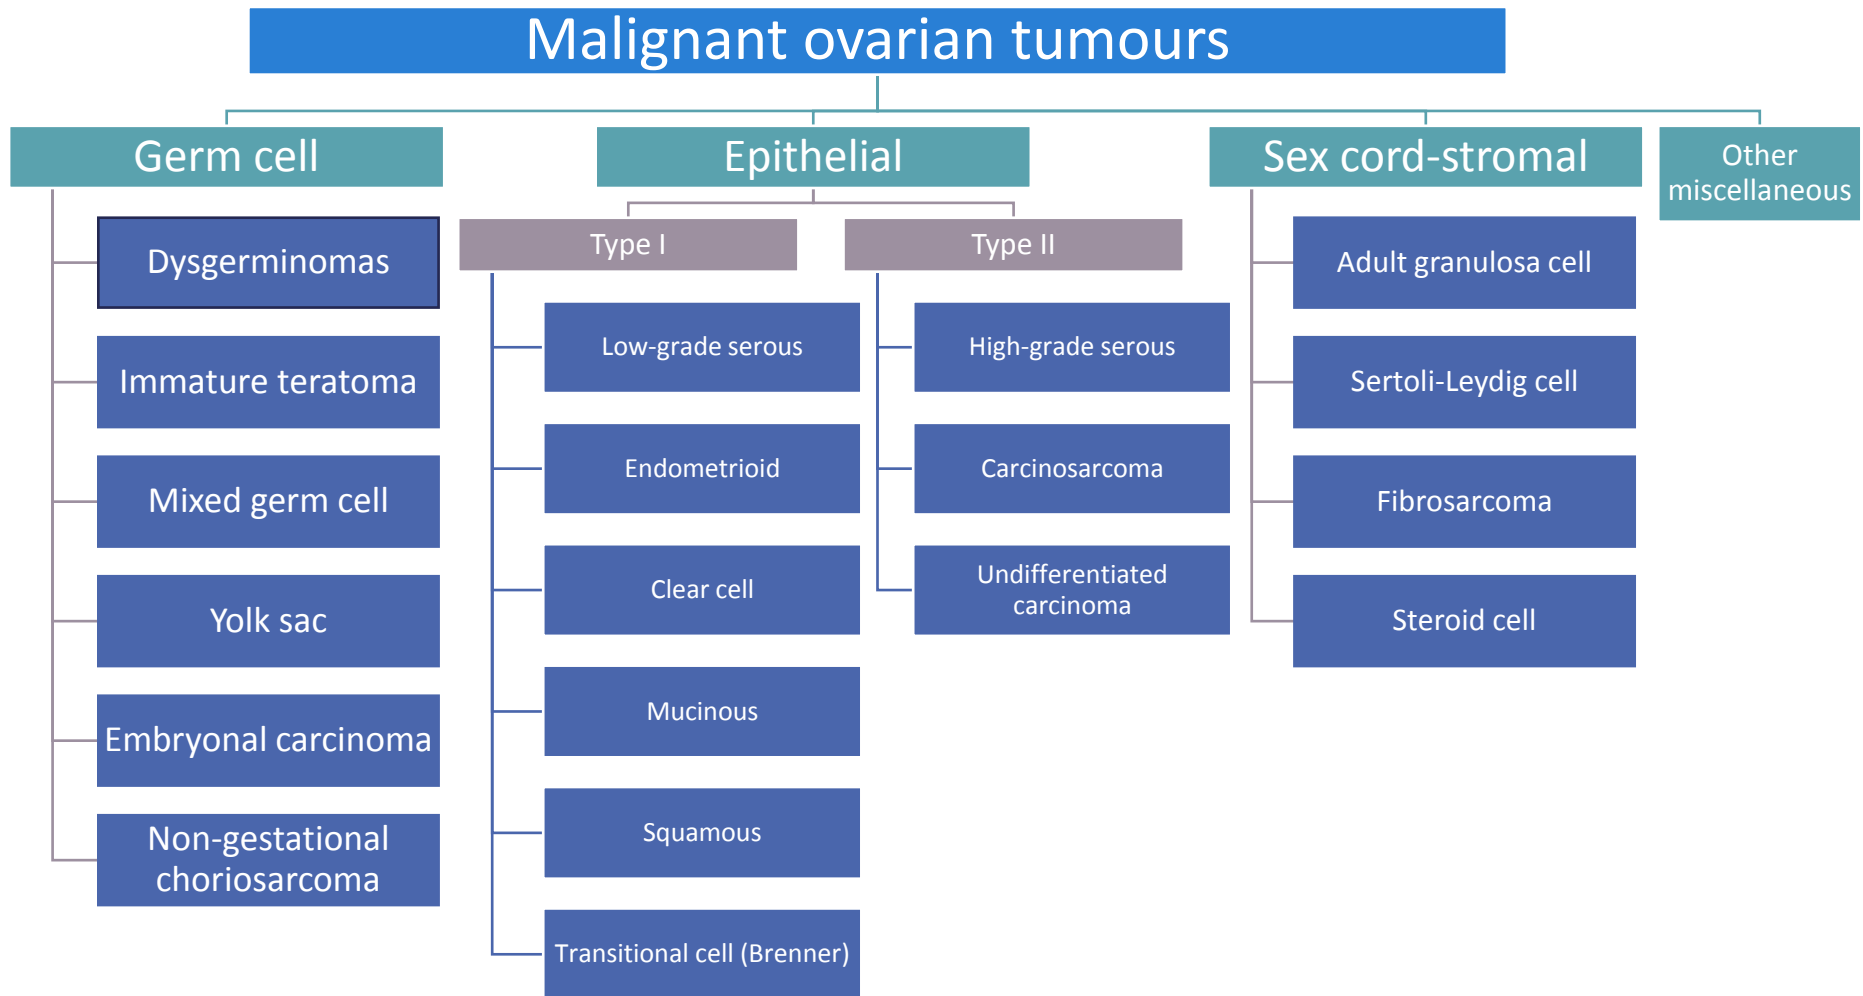 Malignant ovarian tumours
Germ cell
Dysgerminomas
Immature teratoma
Mixed germ cell
Yolk sac
Embryonal carcinoma
Non-gestational
choriosarcoma
Epithelial
Type I
Low-grade serous
Endometrioid
Clear cell
Mucinous
Squamous
Transitional cell (Brenner)
Type II
High-grade serous
Carcinosarcoma
Undifferentiated
carcinoma
Sex cord-stromal
Adult granulosa cell
Sertoli-Leydig cell
Fibrosarcoma
Steroid cell
Other
miscellaneous